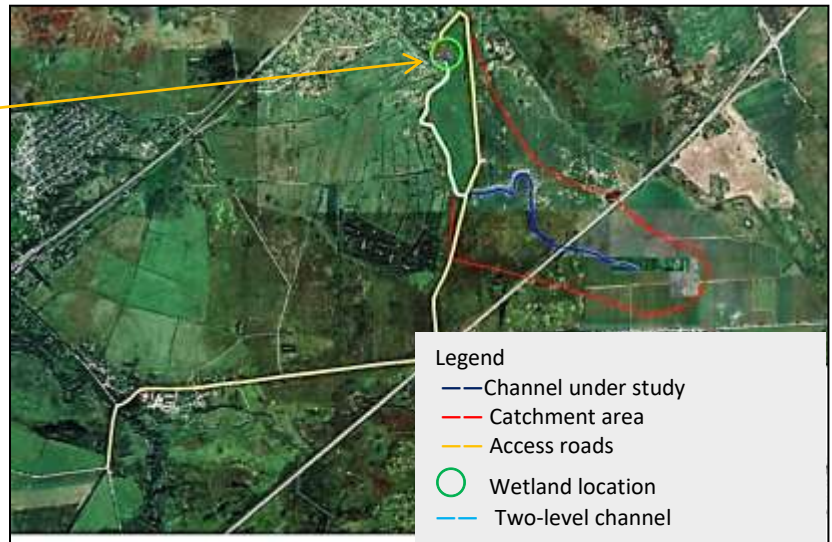 Legend
Channel under study
Catchment area
Access roads
Wetland location
Two-level channel